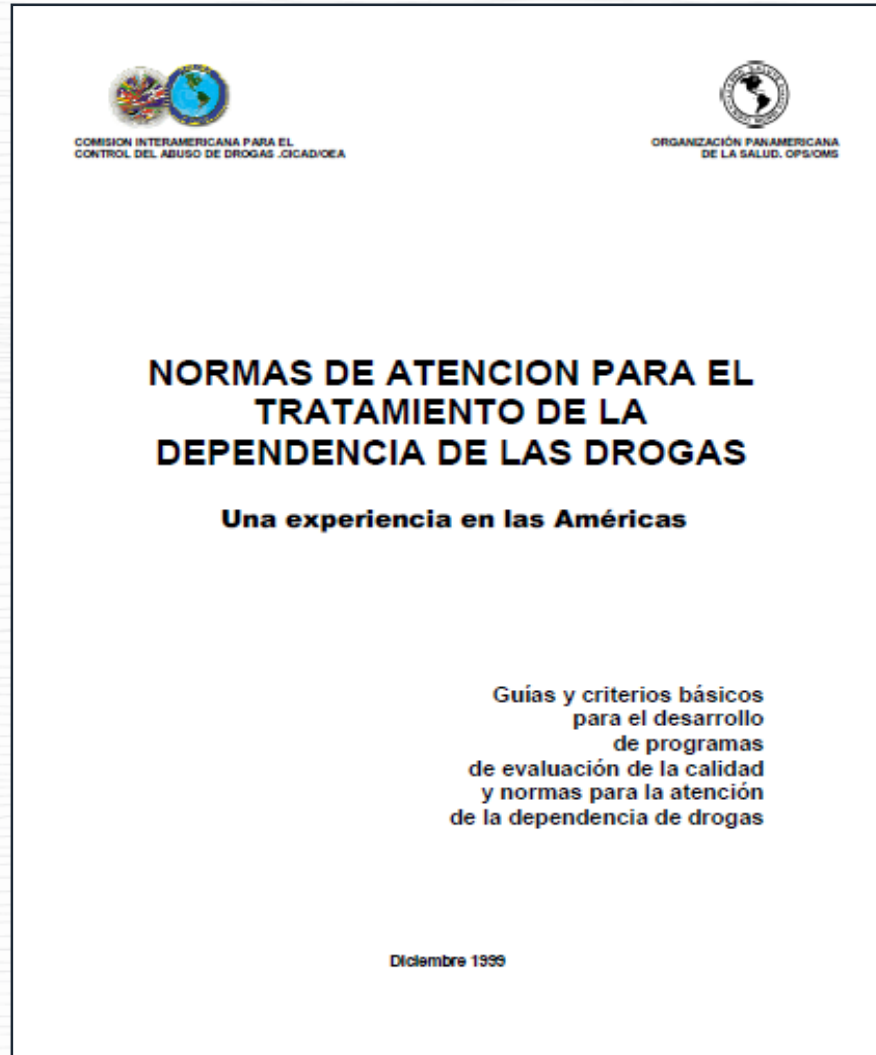 COMISION INTERAMERICANA PARA EL
CONTROL DEL ABUSO DE DROGAS .CICAD/OEA
ORGANIZACIÓN PANAMERICANA
DE LA SALUD. OPS/OMS
NORMAS DE ATENCION PARA EL
TRATAMIENTO DE LA
DEPENDENCIA DE LAS DROGAS
Una experiencia en las Américas
Guías y criterios básicos
para el desarrollo
de programas
de evaluación de la calidad
y normas para la atención
de la dependencia de drogas
Diciembre 1999